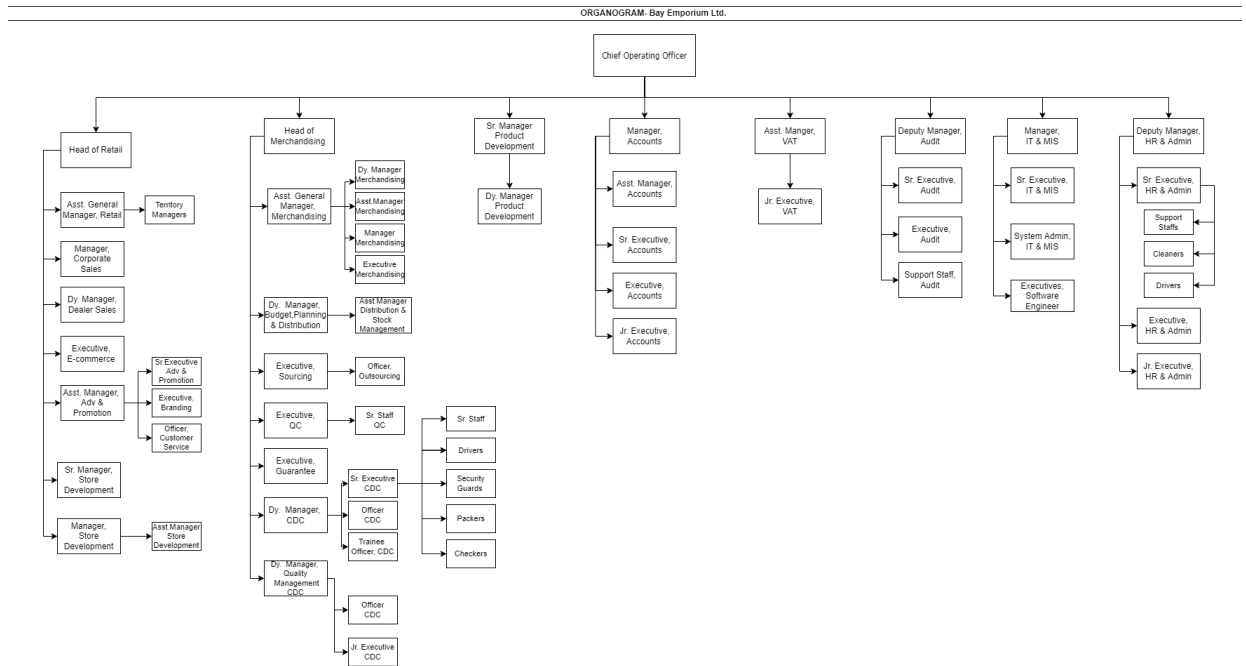 ORGANOGRAM- Bay Emporium Ltd.
Chief Operating Officer
Head of Retail
Asst. General
Manager, Retail
Territory
Managers
Manager,
Corporate
Sales
Dy. Manager,
Dealer Sales
Executive,
E-commerce
Asst. Manager,
Adv &
Promotion
Sr.Executive
Adv &
Promotion
Executive,
Branding
Officer,
Customer
Service
Sr. Manager,
Store
Development
Manager,
Store
Development
Asst.Manager
Store
Development
Head of
Merchandising
Asst. General
Manager,
Merchandising
Dy. Manager
Merchandising
Asst.Manager
Merchandising
Manager
Merchandising
Executive
Merchandising
Dy. Manager,
Budget,Planning
& Distribution
Asst.Manager
Distribution &
Stock
Management
Executive,
Sourcing
Officer,
Outsourcing
Executive,
QC
Sr. Staff
QC
Executive,
Guarantee
Dy. Manager,
CDC
Sr. Executive
CDC
Officer
CDC
Trainee
Officer, CDC
Sr. Staff
Drivers
Security
Guards
Packers
Checkers
Dy. Manager,
Quality
Management
CDC
Officer
CDC
Jr. Executive
CDC
Sr. Manager
Product
Development
Dy. Manager
Product
Development
Manager,
Accounts
Asst. Manager,
Accounts
Sr. Executive,
Accounts
Executive,
Accounts
Jr. Executive,
Accounts
Asst. Manger,
VAT
Jr. Executive,
VAT
Deputy Manager,
Audit
Sr. Executive,
Audit
Executive,
Audit
Support Staff,
Audit
Manager,
IT & MIS
Sr. Executive,
IT & MIS
System Admin,
IT & MIS
Executives,
Software
Engineer
Deputy Manager,
HR & Admin
Sr. Executive,
HR & Admin
Support
Staffs
Cleaners
Drivers
Executive,
HR & Admin
Jr. Executive,
HR & Admin